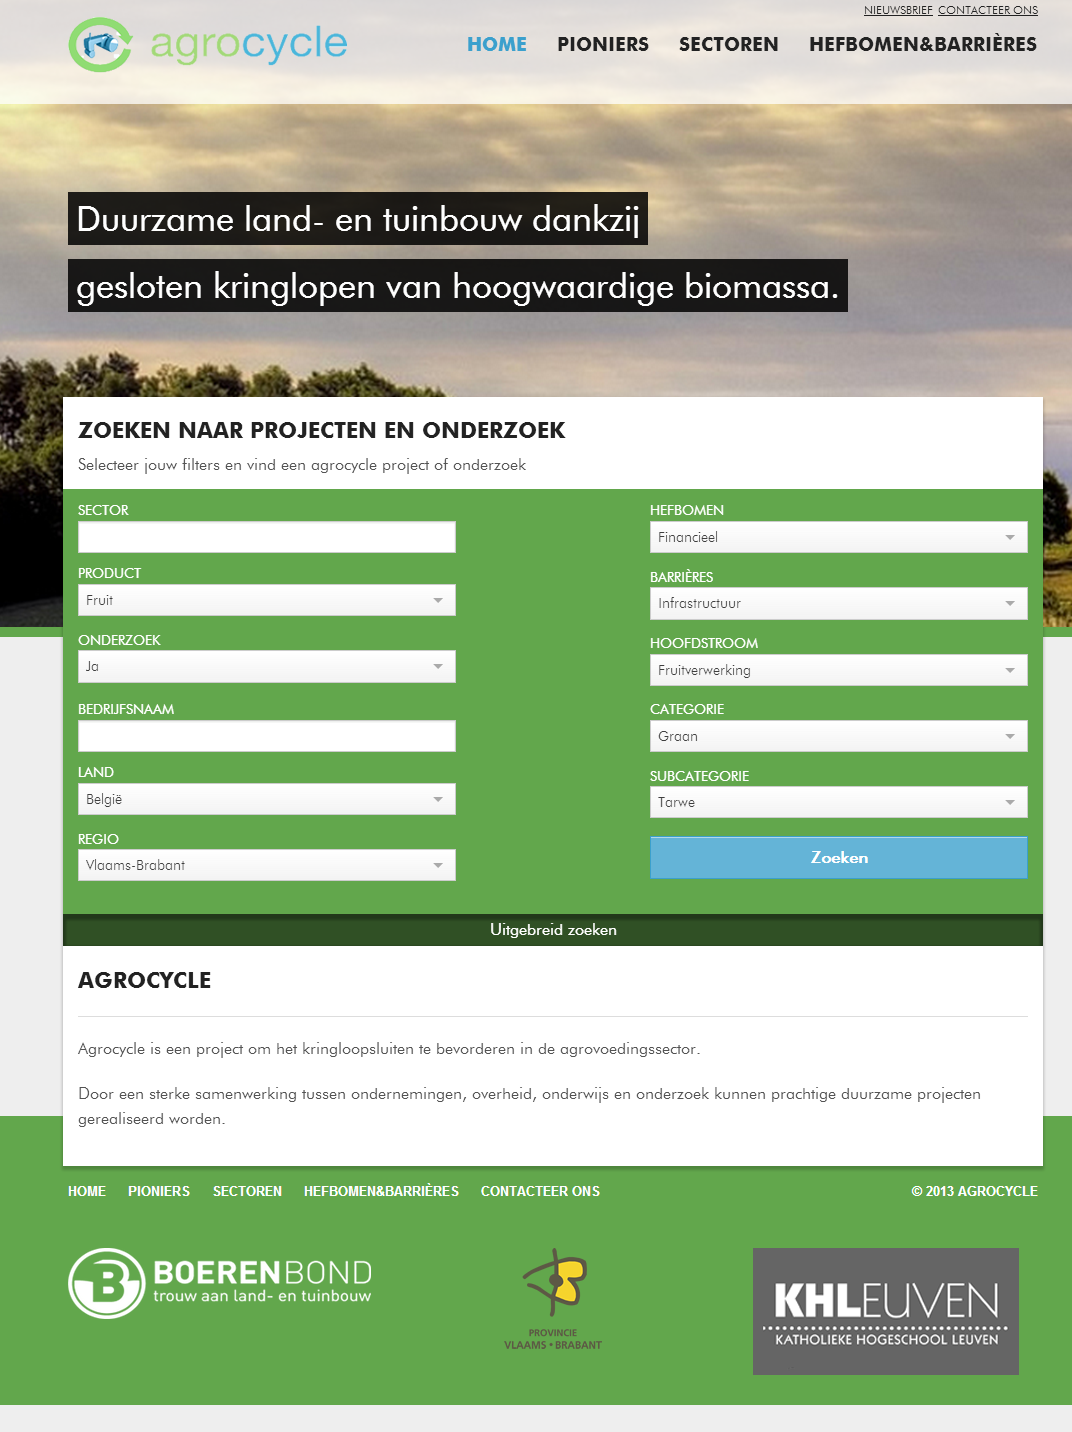 NIEUWSBRIEF CONTACTEER ONS
agrocycle
HOME PIONIERS SECTOREN HEFBOMEN&BARRIÈRES
Duurzame land- en tuinbouw dankzij
gesloten kringlopen van hoogwaardige biomassa.
ZOEKEN NAAR PROJECTEN EN ONDERZOEK
Selecteer jouw filters en vind een agrocycle project of onderzoek
SECTOR
PRODUCT
Fruit
ONDERZOEK
Ja
BEDRIJFSNAAM
LAND
België
REGIO
Vlaams-Brabant
HEFBOMEN
Financieel
BARRIÈRES
Infrastructuur
HOOFDSTROOM
Fruitverwerking
CATEGORIE
Graan
SUBCATEGORIE
Tarwe
Zoeken
Uitgebreid zoeken
AGROCYCLE
Agrocycle is een project om het kringloopsluiten te bevorderen in de agrovoedingssector.
Door een sterke samenwerking tussen ondernemingen, overheid, onderwijs en onderzoek kunnen prachtige duurzame projecten
gerealiseerd worden.
HOME PIONIERS SECTOREN HEFBOMEN&BARRIÈRES CONTACTEER ONS © 2013 AGROCYCLE
B BOERENBOND
trouw aan land- en tuinbouw
PROVINCIE
VLAAMS•BRABANT
KHLEUVEN
KATHOLIEKE HOGESCHOOL LEUVEN